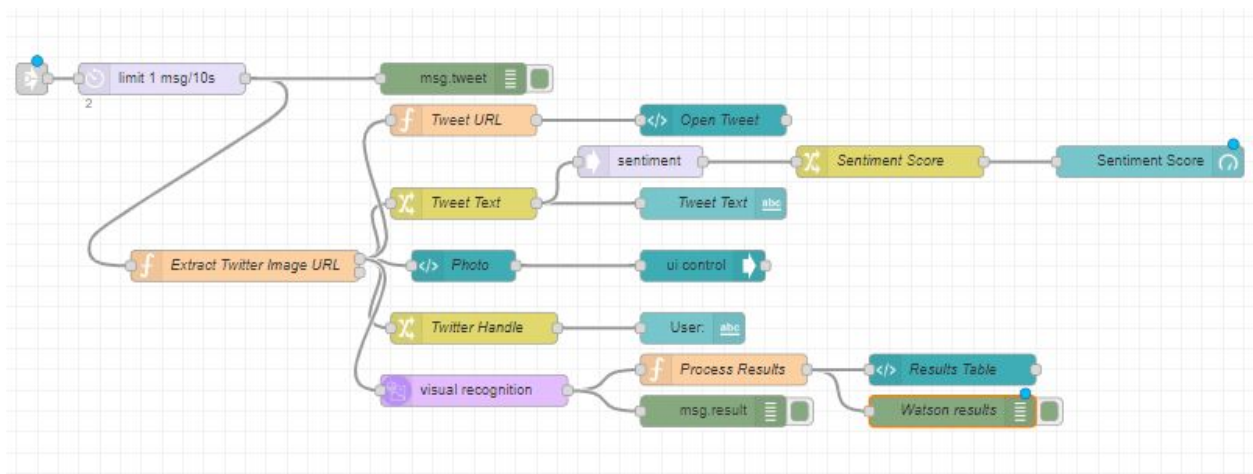 limit 1 msg/10s
2
msg.tweet
Tweet URL
</> Open Tweet
sentiment
Sentiment Score
Sentiment Score
Tweet Text
Tweet Text abc
Extract Twitter Image URL
</> Photo
ui control
Twitter Handle
User: abc
visual recognition
Process Results
</> Results Table
msg.result
Watson results